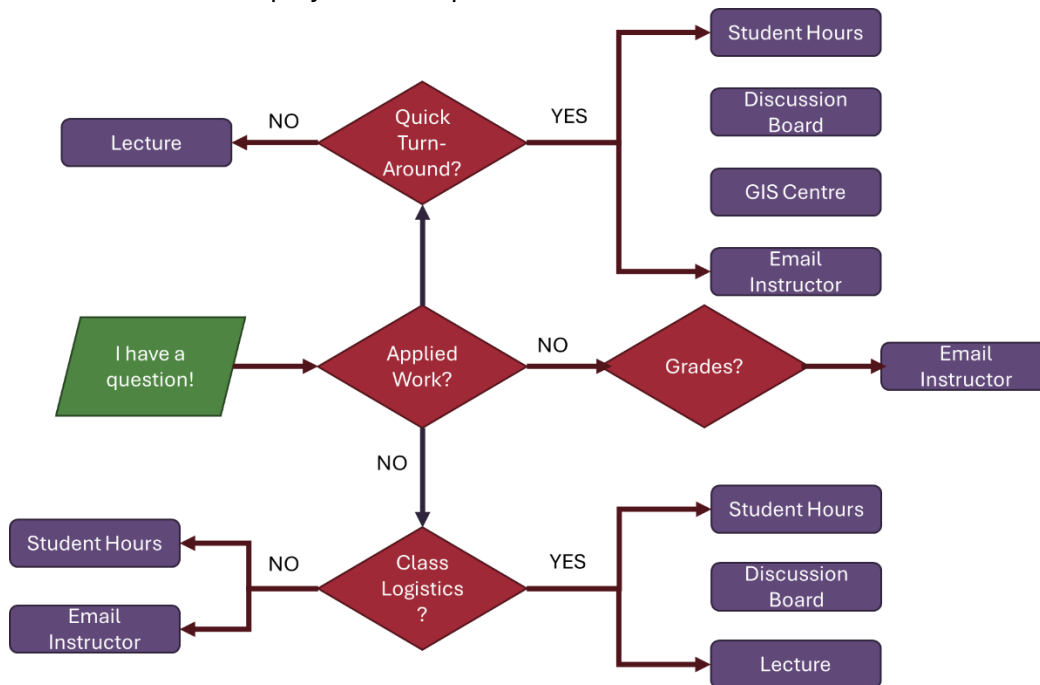 Student Hours
Quick
Turn-
Around?
NO
YES
Lecture
Discussion
Board
GIS Centre
Email
Instructor
I have a
question!
Applied
Work?
NO
Grades?
Email
Instructor
NO
Student Hours
Student Hours
NO
Class
Logistics
?
YES
Discussion
Board
Email
Instructor
Lecture